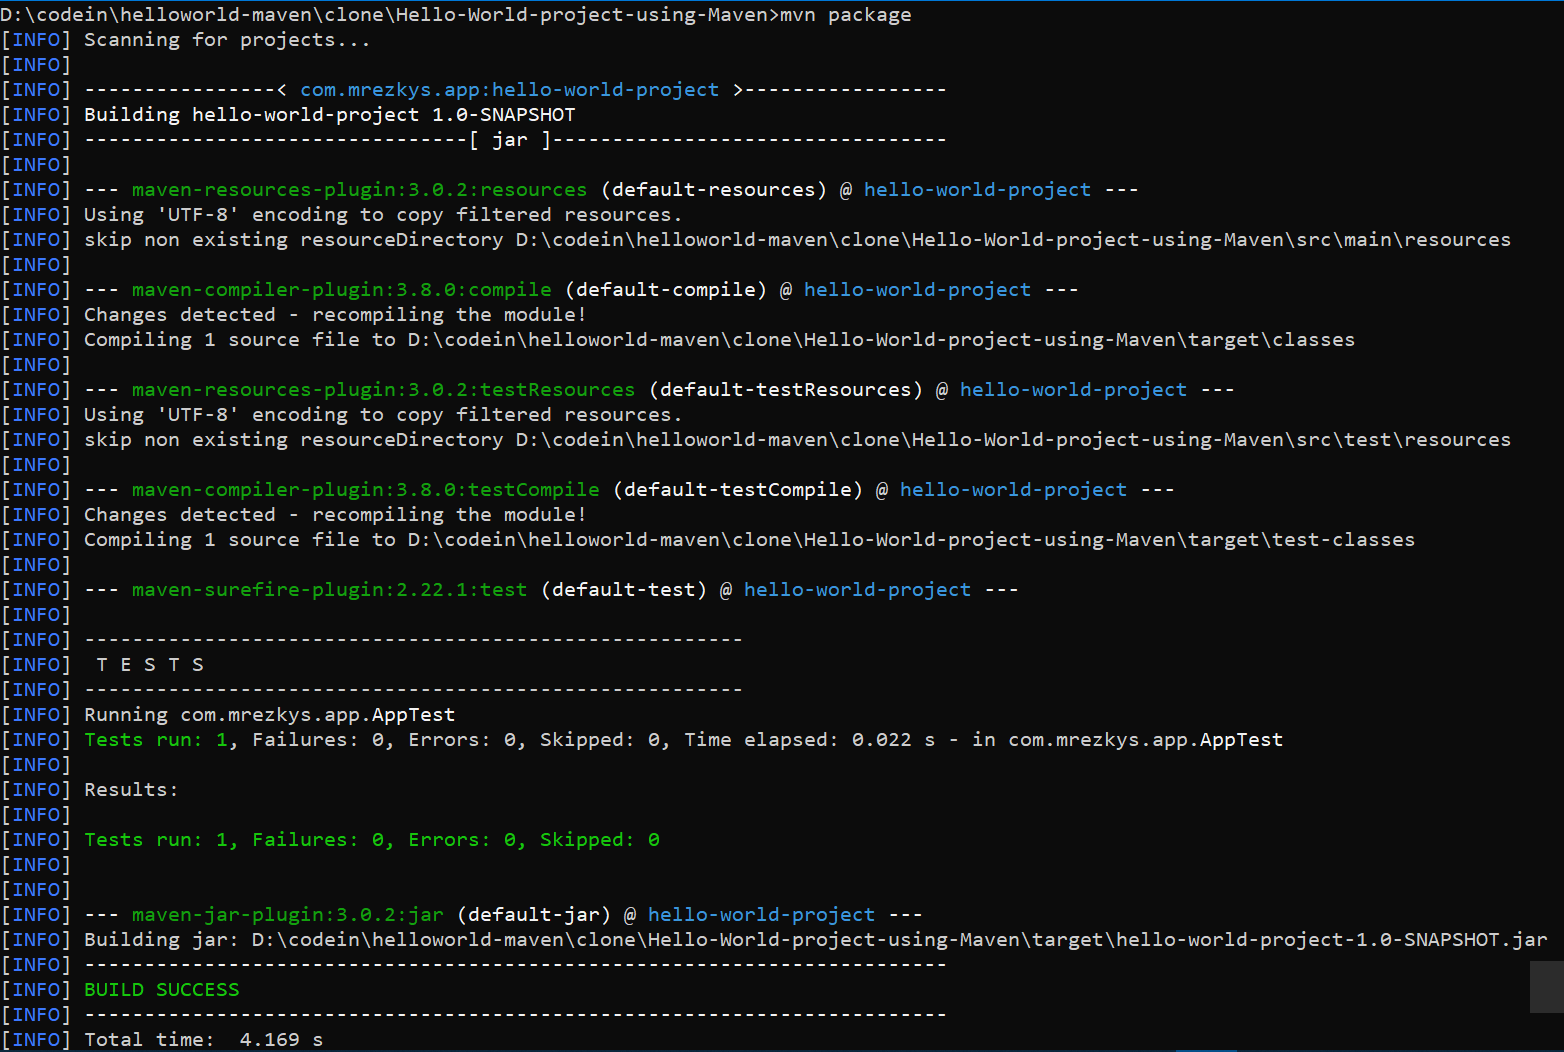 D:\codein\helloworld-maven\clone\Hello-World-project-using-Maven>mvn package
[INFO] Scanning for projects...
[INFO]
[INFO] ----------------< com.mrezkys.app:hello-world-project >-----------------
[INFO] Building hello-world-project 1.0-SNAPSHOT
[INFO] --------------------------------[ jar ]---------------------------------
[INFO]
[INFO] --- maven-resources-plugin:3.0.2:resources (default-resources) @ hello-world-project ---
[INFO] Using 'UTF-8' encoding to copy filtered resources.
[INFO] skip non existing resourceDirectory D:\codein\helloworld-maven\clone\Hello-World-project-using-Maven\src\main\resources
[INFO]
[INFO] --- maven-compiler-plugin:3.8.0:compile (default-compile) @ hello-world-project ---
[INFO] Changes detected - recompiling the module!
[INFO] Compiling 1 source file to D:\codein\helloworld-maven\clone\Hello-World-project-using-Maven\target\classes
[INFO]
[INFO] --- maven-resources-plugin:3.0.2:testResources (default-testResources) @ hello-world-project ---
[INFO] Using 'UTF-8' encoding to copy filtered resources.
[INFO] skip non existing resourceDirectory D:\codein\helloworld-maven\clone\Hello-World-project-using-Maven\src\test\resources
[INFO]
[INFO] --- maven-compiler-plugin:3.8.0:testCompile (default-testCompile) @ hello-world-project ---
[INFO] Changes detected - recompiling the module!
[INFO] Compiling 1 source file to D:\codein\helloworld-maven\clone\Hello-World-project-using-Maven\target\test-classes
[INFO]
[INFO] --- maven-surefire-plugin:2.22.1:test (default-test) @ hello-world-project ---
[INFO]
[INFO] -------------------------------------------------------
[INFO]  T E S T S
[INFO] -------------------------------------------------------
[INFO] Running com.mrezkys.app.AppTest
[INFO] Tests run: 1, Failures: 0, Errors: 0, Skipped: 0, Time elapsed: 0.022 s - in com.mrezkys.app.AppTest
[INFO]
[INFO] Results:
[INFO]
[INFO] Tests run: 1, Failures: 0, Errors: 0, Skipped: 0
[INFO]
[INFO]
[INFO] --- maven-jar-plugin:3.0.2:jar (default-jar) @ hello-world-project ---
[INFO] Building jar: D:\codein\helloworld-maven\clone\Hello-World-project-using-Maven\target\hello-world-project-1.0-SNAPSHOT.jar
[INFO] ------------------------------------------------------------------------
[INFO] BUILD SUCCESS
[INFO] ------------------------------------------------------------------------
[INFO] Total time:  4.169 s